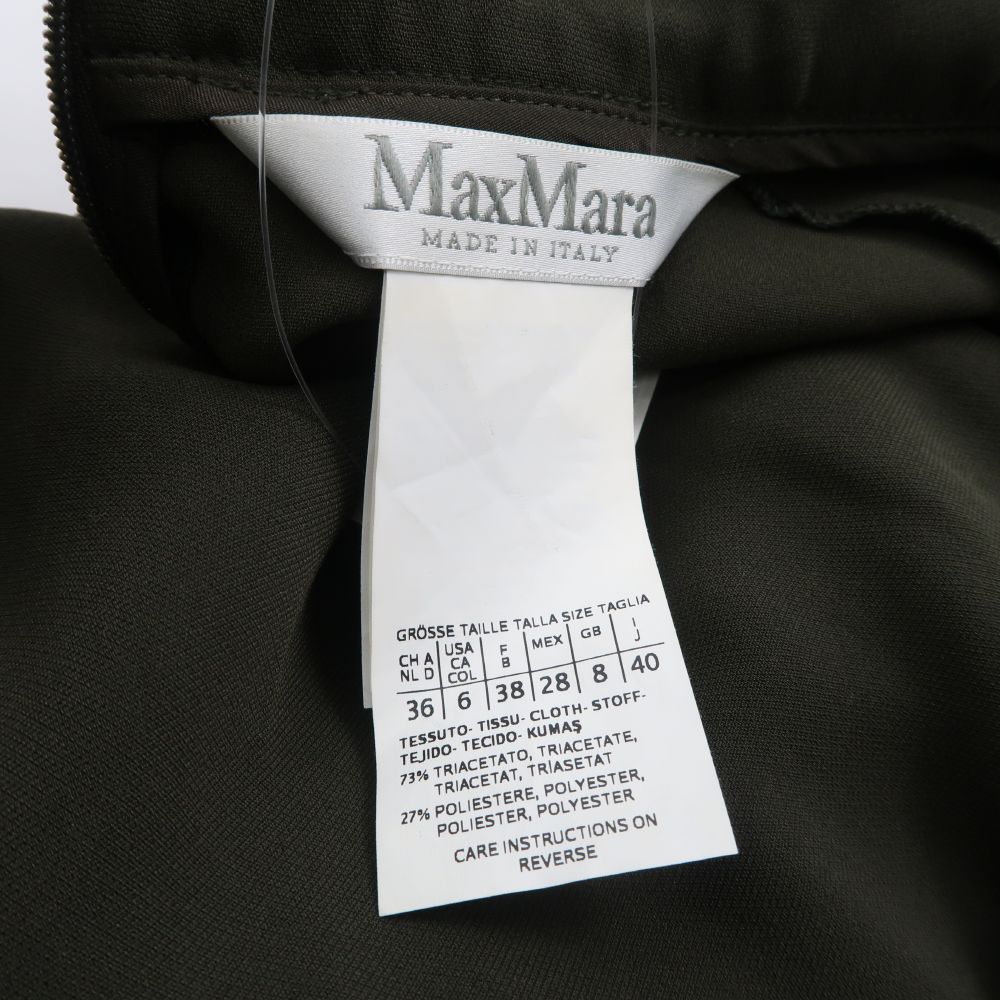 MaxMara
MADE IN ITALY
GRÖSSE TAILLE TALLA SIZE TAGLIA
CH A NL D | USA CA COL | F B | MEX | GB | I J
36 | 6 | 38 | 28 | 8 | 40
TESSUTO- TISSU- CLOTH- STOFF-
TEJIDO- TECIDO- KUMAŞ
73% TRIACETATO, TRIACETATE,
TRIACETAT, TRIASETAT
27% POLIESTERE, POLYESTER,
POLIESTER, POLYESTER
CARE INSTRUCTIONS ON
REVERSE